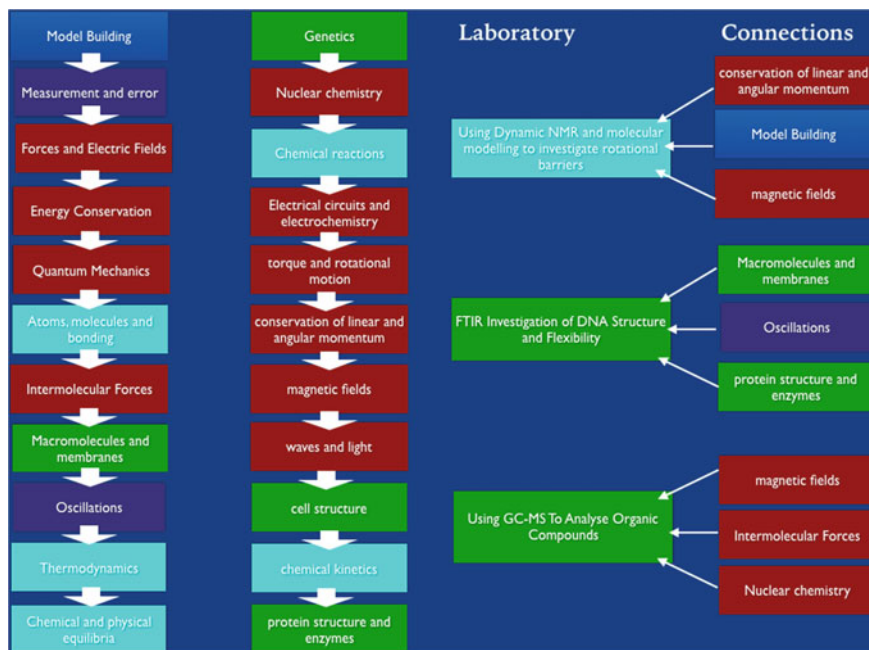 Model Building
Measurement and error
Forces and Electric Fields
Energy Conservation
Quantum Mechanics
Atoms, molecules and
bonding
Intermolecular Forces
Macromolecules and
membranes
Oscillations
Thermodynamics
Chemical and physical
equilibria
Genetics
Nuclear chemistry
Chemical reactions
Electrical circuits and
electrochemistry
torque and rotational
motion
conservation of linear and
angular momentum
magnetic fields
waves and light
cell structure
chemical kinetics
protein structure and
enzymes
Laboratory
Using Dynamic NMR and molecular
modelling to investigate rotational
barriers
FTIR Investigation of DNA Structure
and Flexibility
Using GC-MS To Analyse Organic
Compounds
Connections
conservation of linear and
angular momentum
Model Building
magnetic fields
Macromolecules and
membranes
Oscillations
protein structure and
enzymes
magnetic fields
Intermolecular Forces
Nuclear chemistry